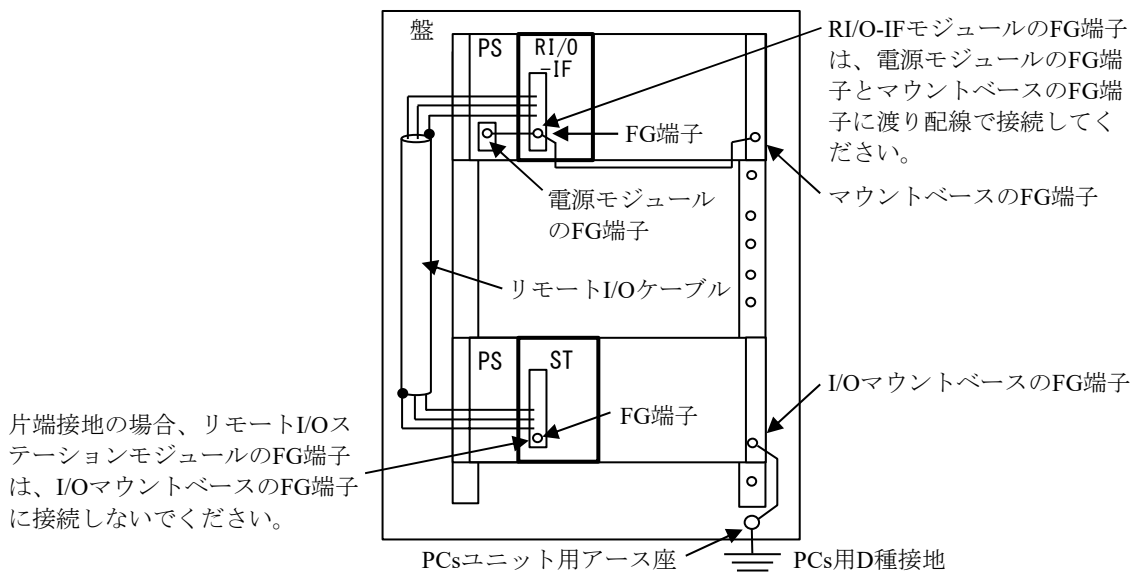 盤
PS
RI/O
-IF
RI/O-IFモジュールのFG端子
は、電源モジュールのFG端
子とマウントベースのFG端
子に渡り配線で接続してく
ださい。
FG端子
電源モジュール
のFG端子
マウントベースのFG端子
リモートI/Oケーブル
PS
ST
I/OマウントベースのFG端子
FG端子
片端接地の場合、リモートI/Oス
テーションモジュールのFG端子
は、I/OマウントベースのFG端子
に接続しないでください。
PCsユニット用アース座
PCs用D種接地